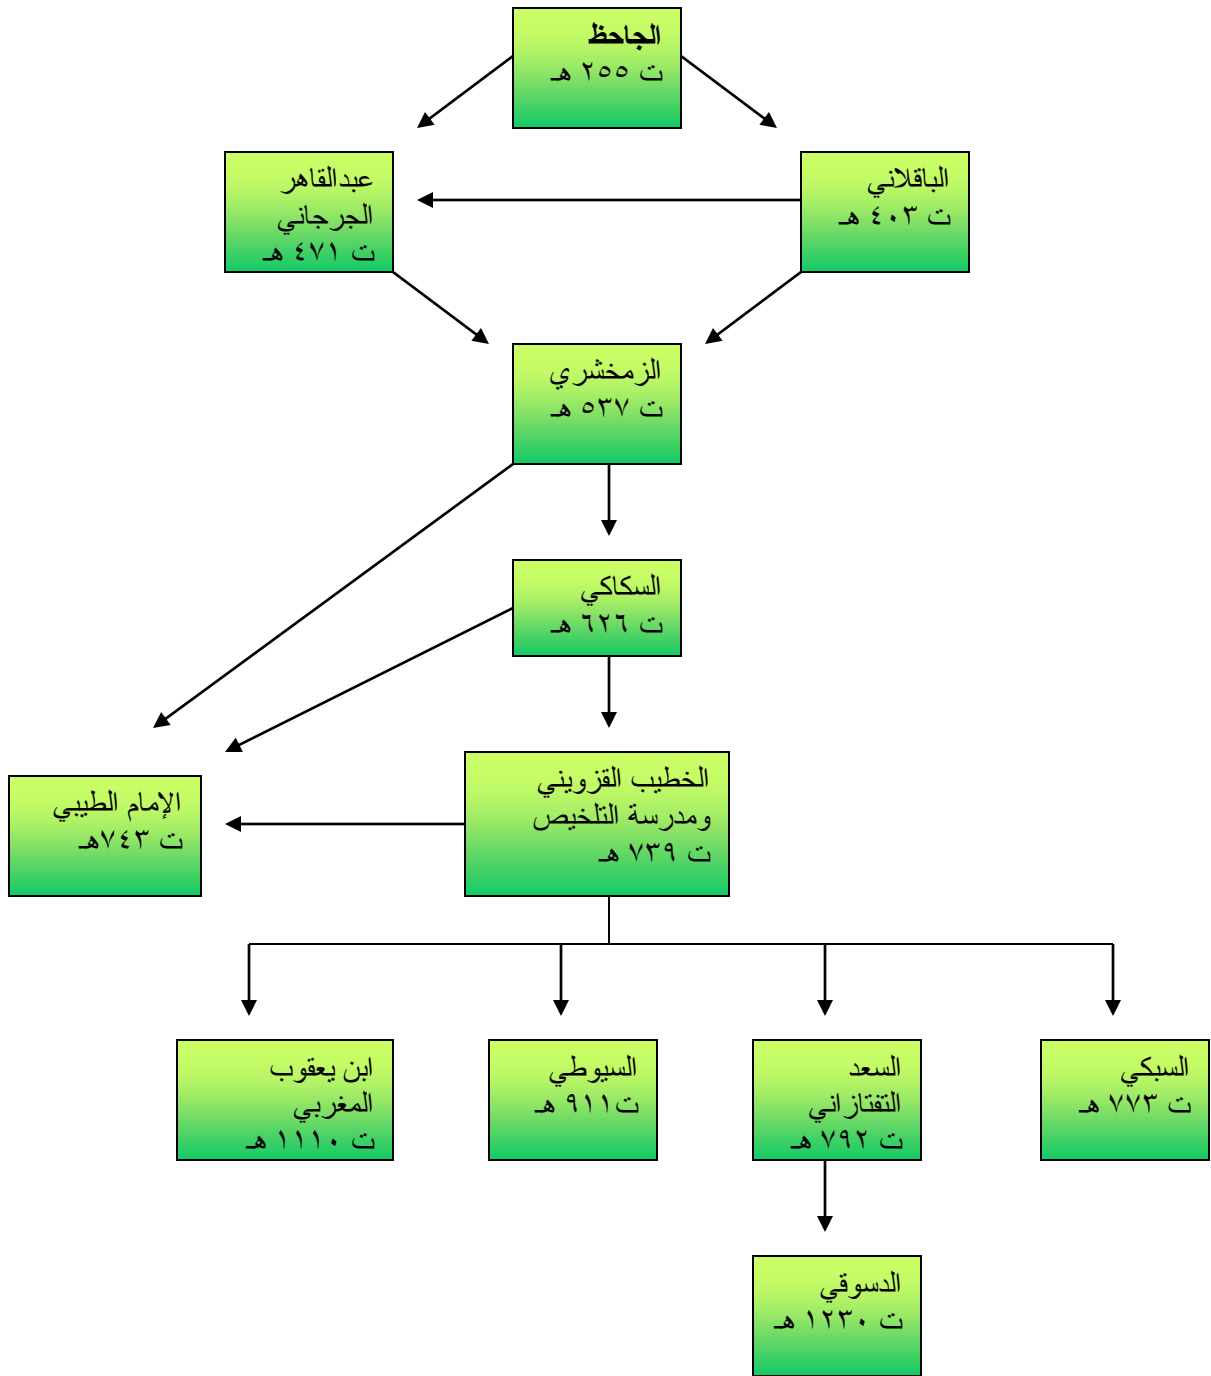 الجاحظ
ت ٢٥٥ هـ
الباقلاني
ت ٤٠٣ هـ
عبدالقاهر
الجرجاني
ت ٤٧١ هـ
الزمخشري
ت ٥٣٧ هـ
السكاكي
ت ٦٢٦ هـ
الخطيب القزويني
ومدرسة التلخيص
ت ٧٣٩ هـ
الإمام الطيبي
ت ٧٤٣هـ
السبكي
ت ٧٧٣ هـ
السعد
التفتازاني
ت ٧٩٢ هـ
السيوطي
ت٩١١ هـ
ابن يعقوب
المغربي
ت ١١١٠ هـ
الدسوقي
ت ١٢٣٠ هـ